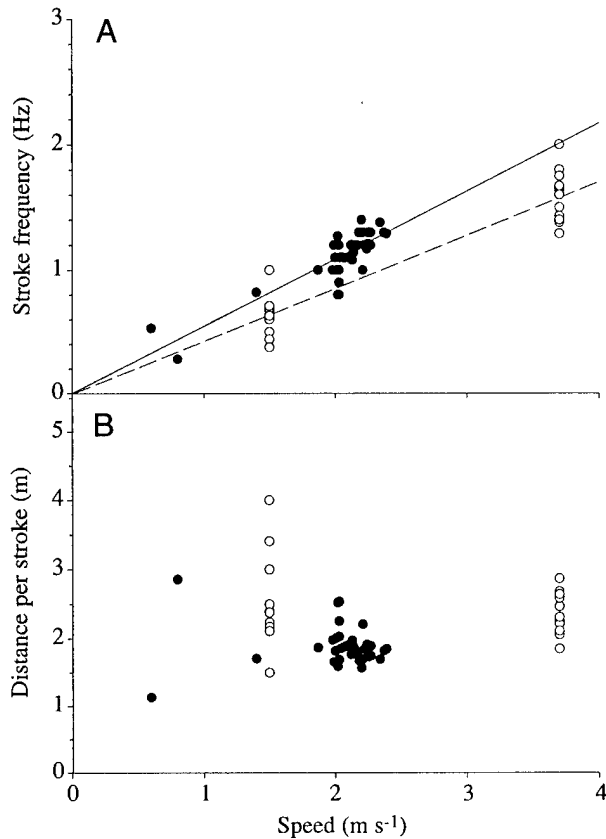 A
3
2
1
0
Stroke frequency (Hz)
B
5
4
3
2
1
0
Distance per stroke (m)
0 1 2 3 4
Speed (m s-1)